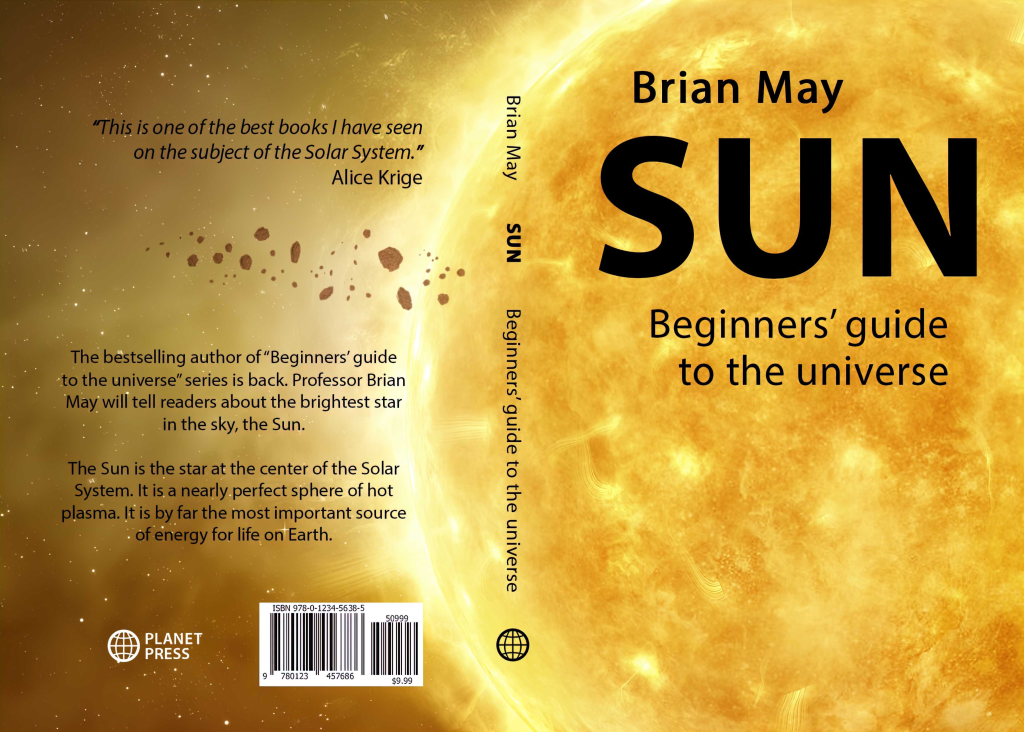 "This is one of the best books I have seen
on the subject of the Solar System."
Alice Krige
The bestselling author of "Beginners' guide
to the universe" series is back. Professor Brian
May will tell readers about the brightest star
in the sky, the Sun.
The Sun is the star at the center of the Solar
System. It is a nearly perfect sphere of hot
plasma. It is by far the most important source
of energy for life on Earth.
PLANET
PRESS
ISBN 978-0-1234-5638-5
50999
9 780123 457686
$9.99
Brian May SUN Beginners' guide to the universe
Brian May
SUN
Beginners' guide
to the universe